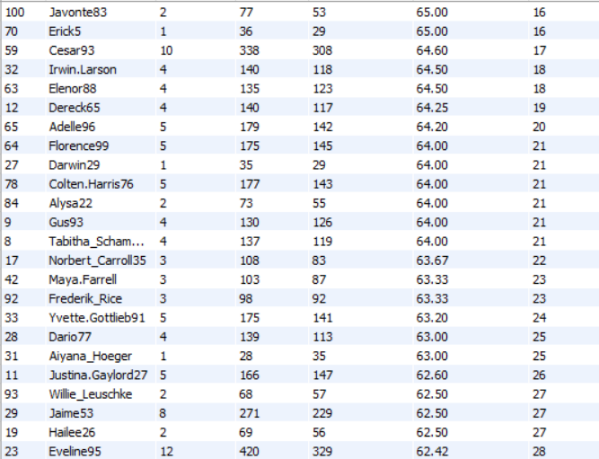 100 Javonte83 2 77 53 65.00 16
70 Erick5 1 36 29 65.00 16
59 Cesar93 10 338 308 64.60 17
32 Irwin.Larson 4 140 118 64.50 18
63 Elenor88 4 135 123 64.50 18
12 Dereck65 4 140 117 64.25 19
65 Adelle96 5 179 142 64.20 20
64 Florence99 5 175 145 64.00 21
27 Darwin29 1 35 29 64.00 21
78 Colten.Harris76 5 177 143 64.00 21
84 Alysa22 2 73 55 64.00 21
9 Gus93 4 130 126 64.00 21
8 Tabitha_Scham... 4 137 119 64.00 21
17 Norbert_Carroll35 3 108 83 63.67 22
42 Maya.Farrell 3 103 87 63.33 23
92 Frederik_Rice 3 98 92 63.33 23
33 Yvette.Gottlieb91 5 175 141 63.20 24
28 Dario77 4 139 113 63.00 25
31 Aiyana_Hoeger 1 28 35 63.00 25
11 Justina.Gaylord27 5 166 147 62.60 26
93 Willie_Leuschke 2 68 57 62.50 27
29 Jaime53 8 271 229 62.50 27
19 Hailee26 2 69 56 62.50 27
23 Eveline95 12 420 329 62.42 28